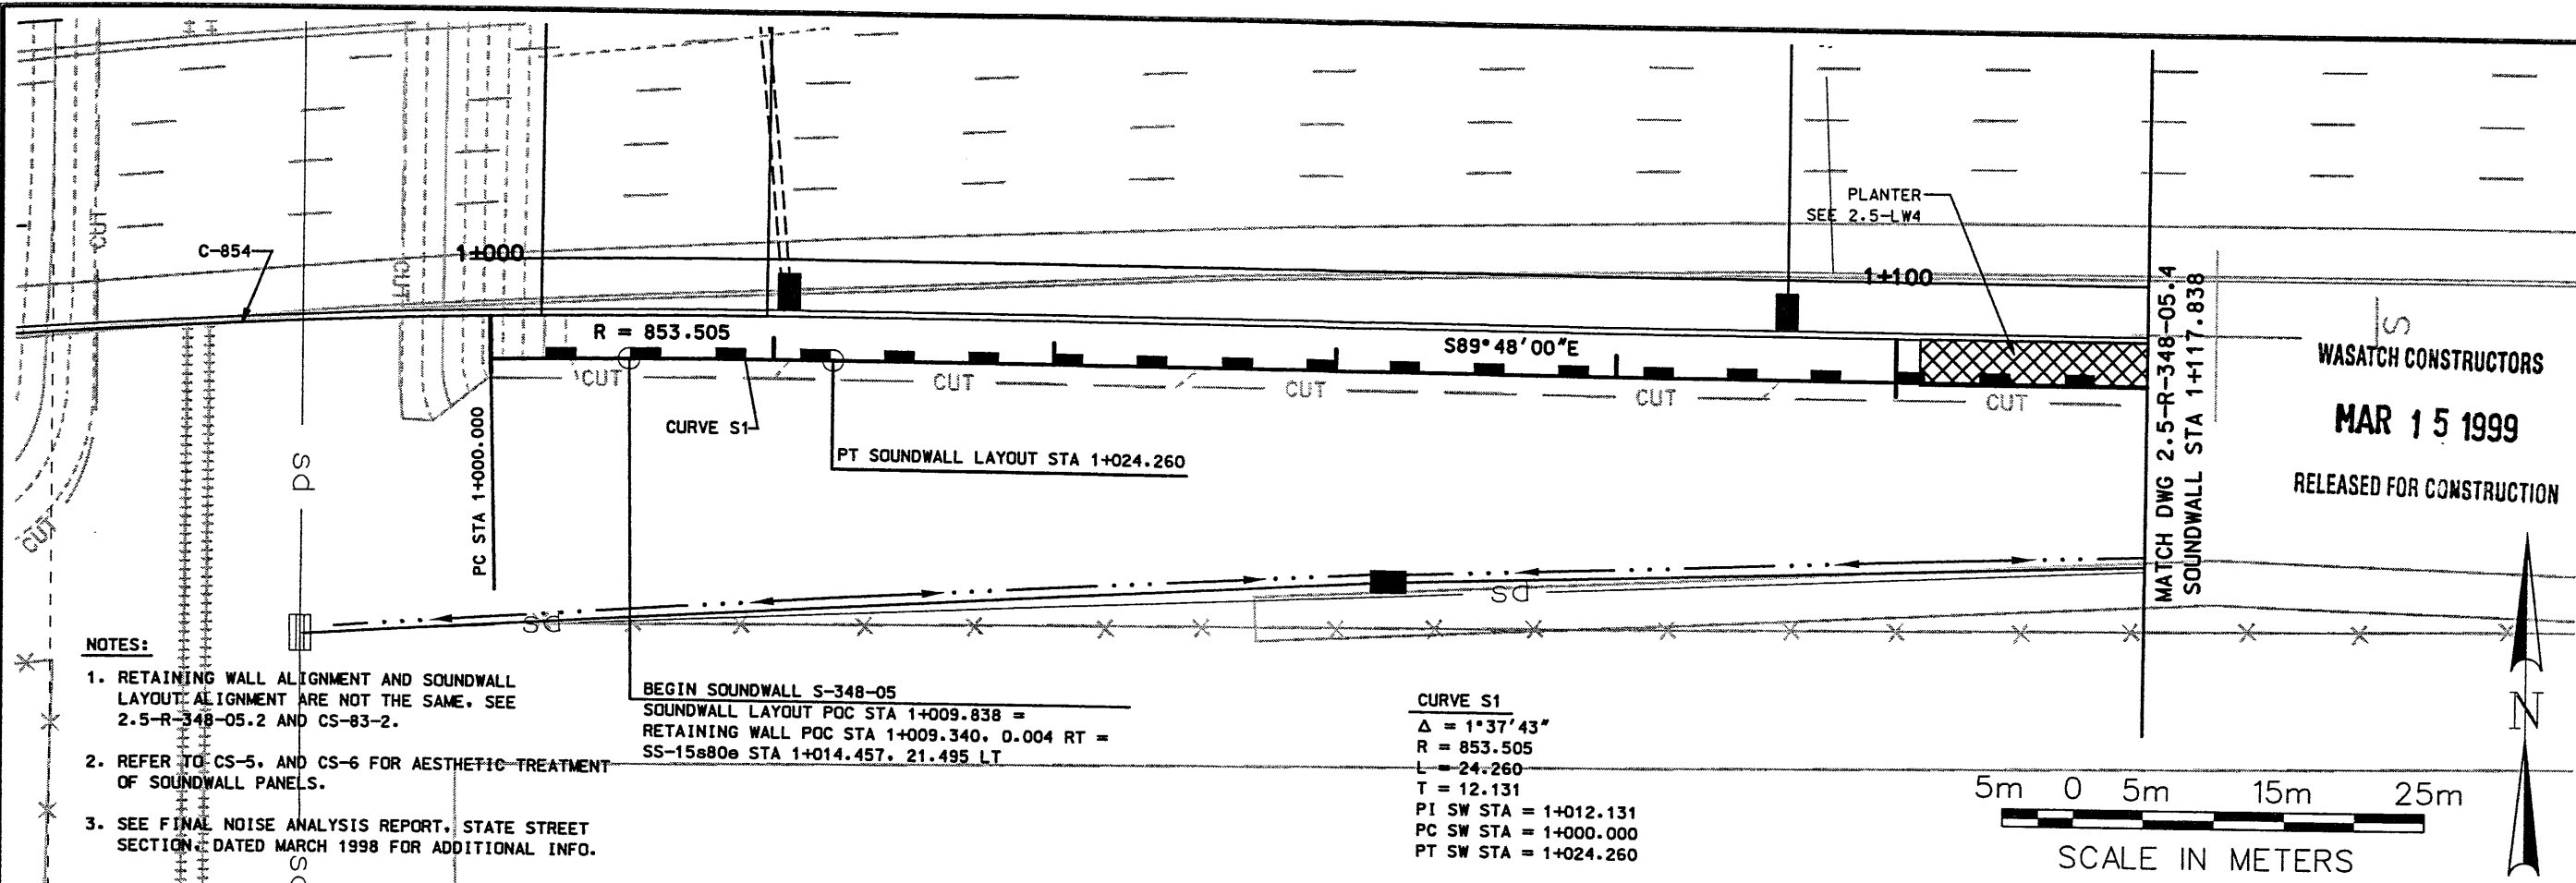 C-854
1+000
R = 853.505
PLANTER
SEE 2.5-LW4
1+100
S89°48'00"E
CUT
CUT
CUT
CUT
CUT
CUT
CUT
CUT
CURVE S1
PT SOUNDWALL LAYOUT STA 1+024.260
PC STA 1+000.000
MATCH DWG 2.5-R-348-05.4
SOUNDWALL STA 1+117.838
S
WASATCH CONSTRUCTORS
MAR 15 1999
RELEASED FOR CONSTRUCTION
sd
sd
sd
NOTES:
1. RETAINING WALL ALIGNMENT AND SOUNDWALL
LAYOUT ALIGNMENT ARE NOT THE SAME. SEE
2.5-R-348-05.2 AND CS-83-2.
2. REFER TO CS-5. AND CS-6 FOR AESTHETIC TREATMENT
OF SOUNDWALL PANELS.
3. SEE FINAL NOISE ANALYSIS REPORT, STATE STREET
SECTION, DATED MARCH 1998 FOR ADDITIONAL INFO.
BEGIN SOUNDWALL S-348-05
SOUNDWALL LAYOUT POC STA 1+009.838 =
RETAINING WALL POC STA 1+009.340, 0.004 RT =
SS-15s80e STA 1+014.457, 21.495 LT
CURVE S1
Δ = 1°37'43"
R = 853.505
L = 24.260
T = 12.131
PI SW STA = 1+012.131
PC SW STA = 1+000.000
PT SW STA = 1+024.260
N
5m 0 5m 15m 25m
SCALE IN METERS